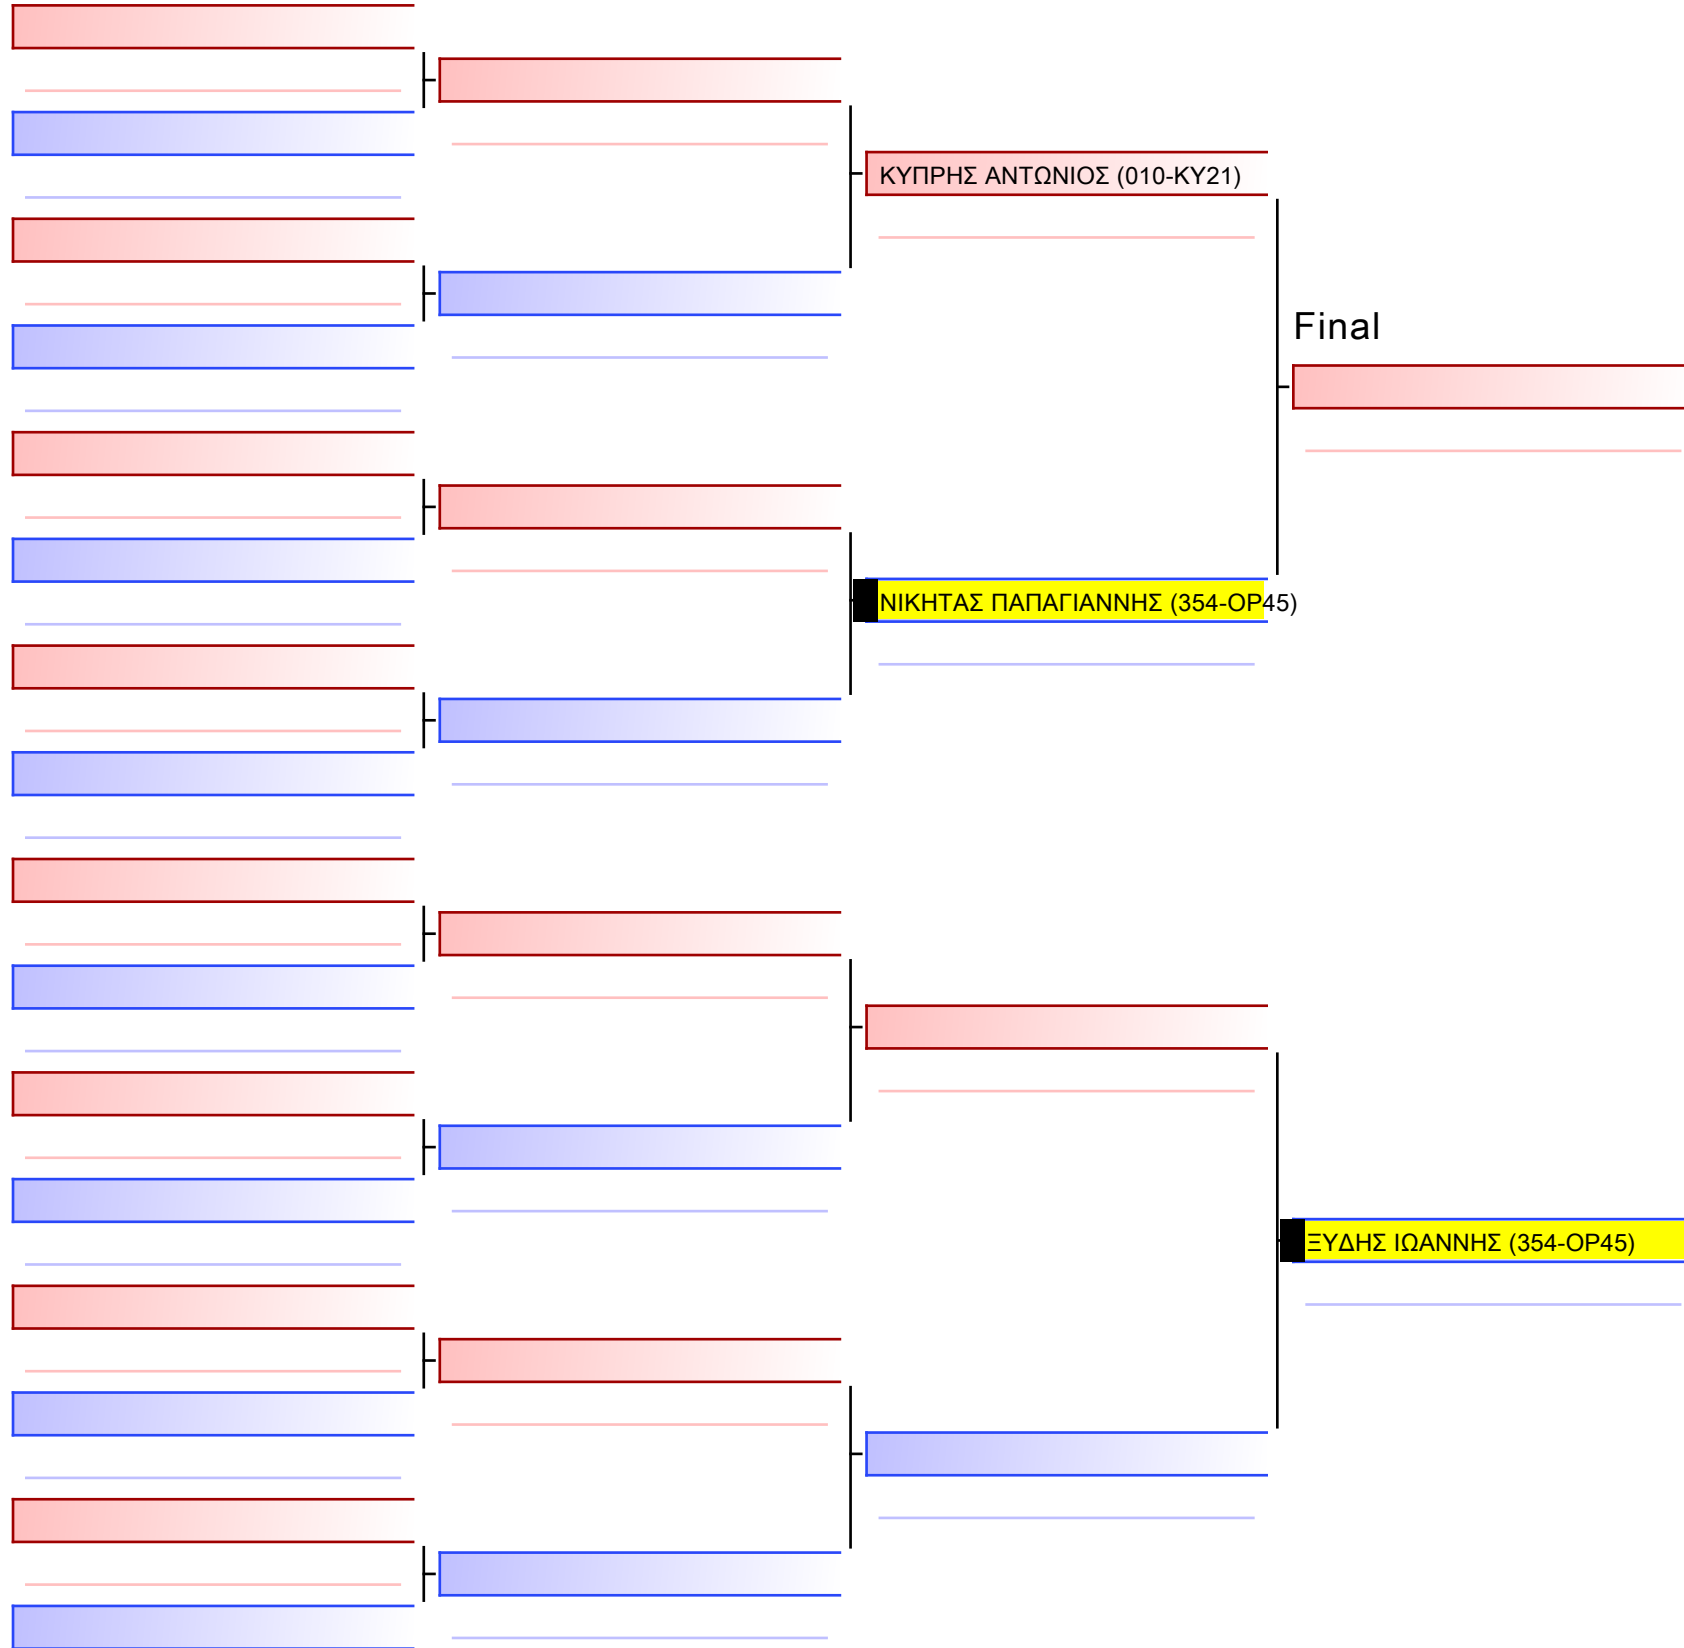 ΚΥΠΡΗΣ ΑΝΤΩΝΙΟΣ (010-ΚΥ21)
Final
ΝΙΚΗΤΑΣ ΠΑΠΑΓΙΑΝΝΗΣ (354-ΟΡ45)
ΞΥΔΗΣ ΙΩΑΝΝΗΣ (354-ΟΡ45)